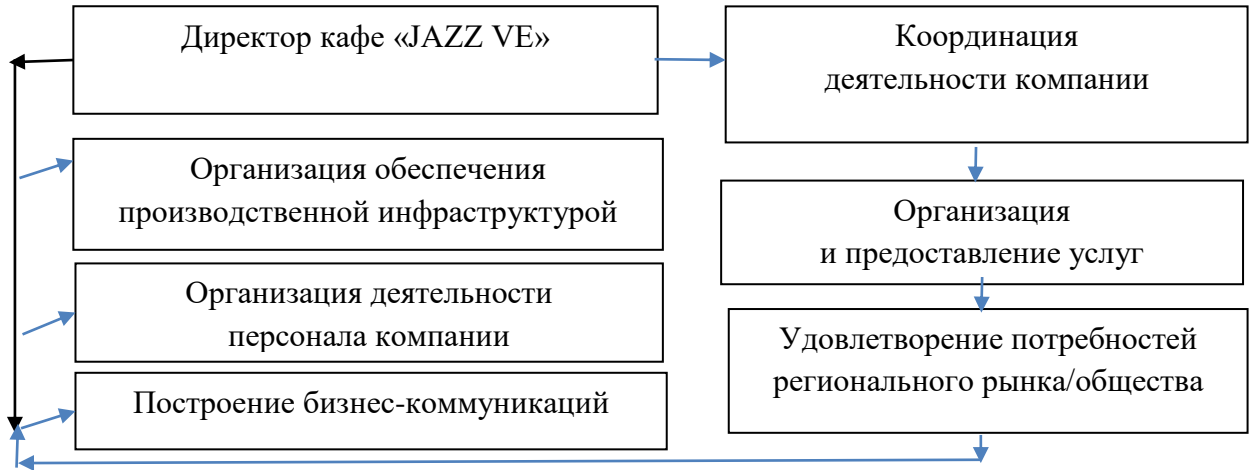 Директор кафе «JAZZ VE»
Организация обеспечения
производственной инфраструктурой
Организация деятельности
персонала компании
Построение бизнес-коммуникаций
Координация
деятельности компании
Организация
и предоставление услуг
Удовлетворение потребностей
регионального рынка/общества